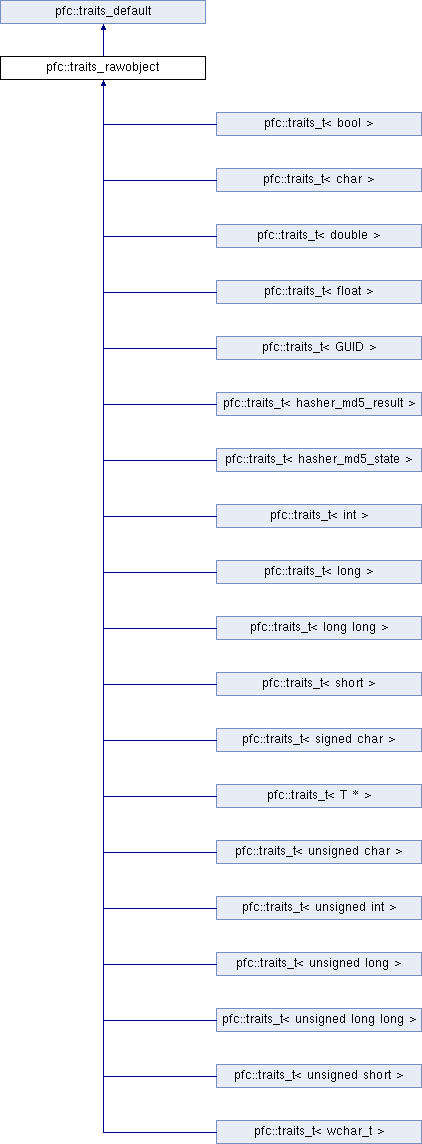 pfc::traits_default
pfc::traits_rawobject
pfc::traits_t< bool >
pfc::traits_t< char >
pfc::traits_t< double >
pfc::traits_t< float >
pfc::traits_t< GUID >
pfc::traits_t< hasher_md5_result >
pfc::traits_t< hasher_md5_state >
pfc::traits_t< int >
pfc::traits_t< long >
pfc::traits_t< long long >
pfc::traits_t< short >
pfc::traits_t< signed char >
pfc::traits_t< T * >
pfc::traits_t< unsigned char >
pfc::traits_t< unsigned int >
pfc::traits_t< unsigned long >
pfc::traits_t< unsigned long long >
pfc::traits_t< unsigned short >
pfc::traits_t< wchar_t >